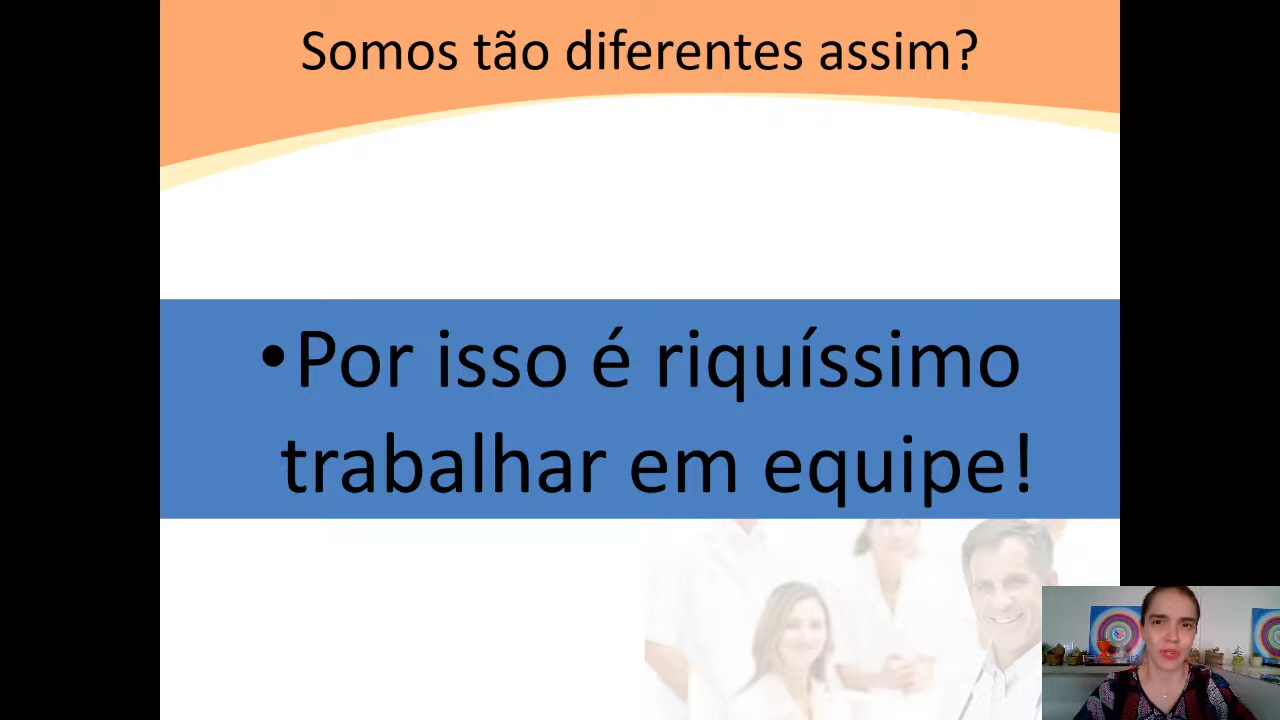 Somos tão diferentes assim?
•Por isso é riquíssimo
trabalhar em equipe!